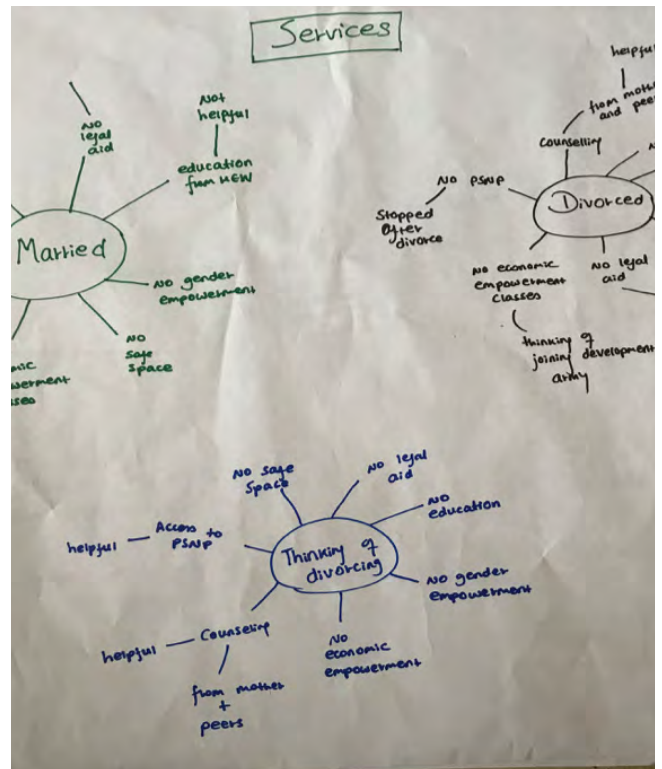 Services
No
legal
aid
Not
helpful
education
from HEW
Married
No gender
empowerment
No
safe
space
helpful
from
and
Counselling
No PSNP
Stopped
after
divorce
Divorced
No economic
empowerment
classes
No legal
aid
thinking of
joining development
army
No safe
space
No legal
aid
No
education
helpful
Access to
PSNP
Thinking of
divorcing
No gender
empowerment
helpful
Counseling
No
economic
empowerment
from mother
+
peers